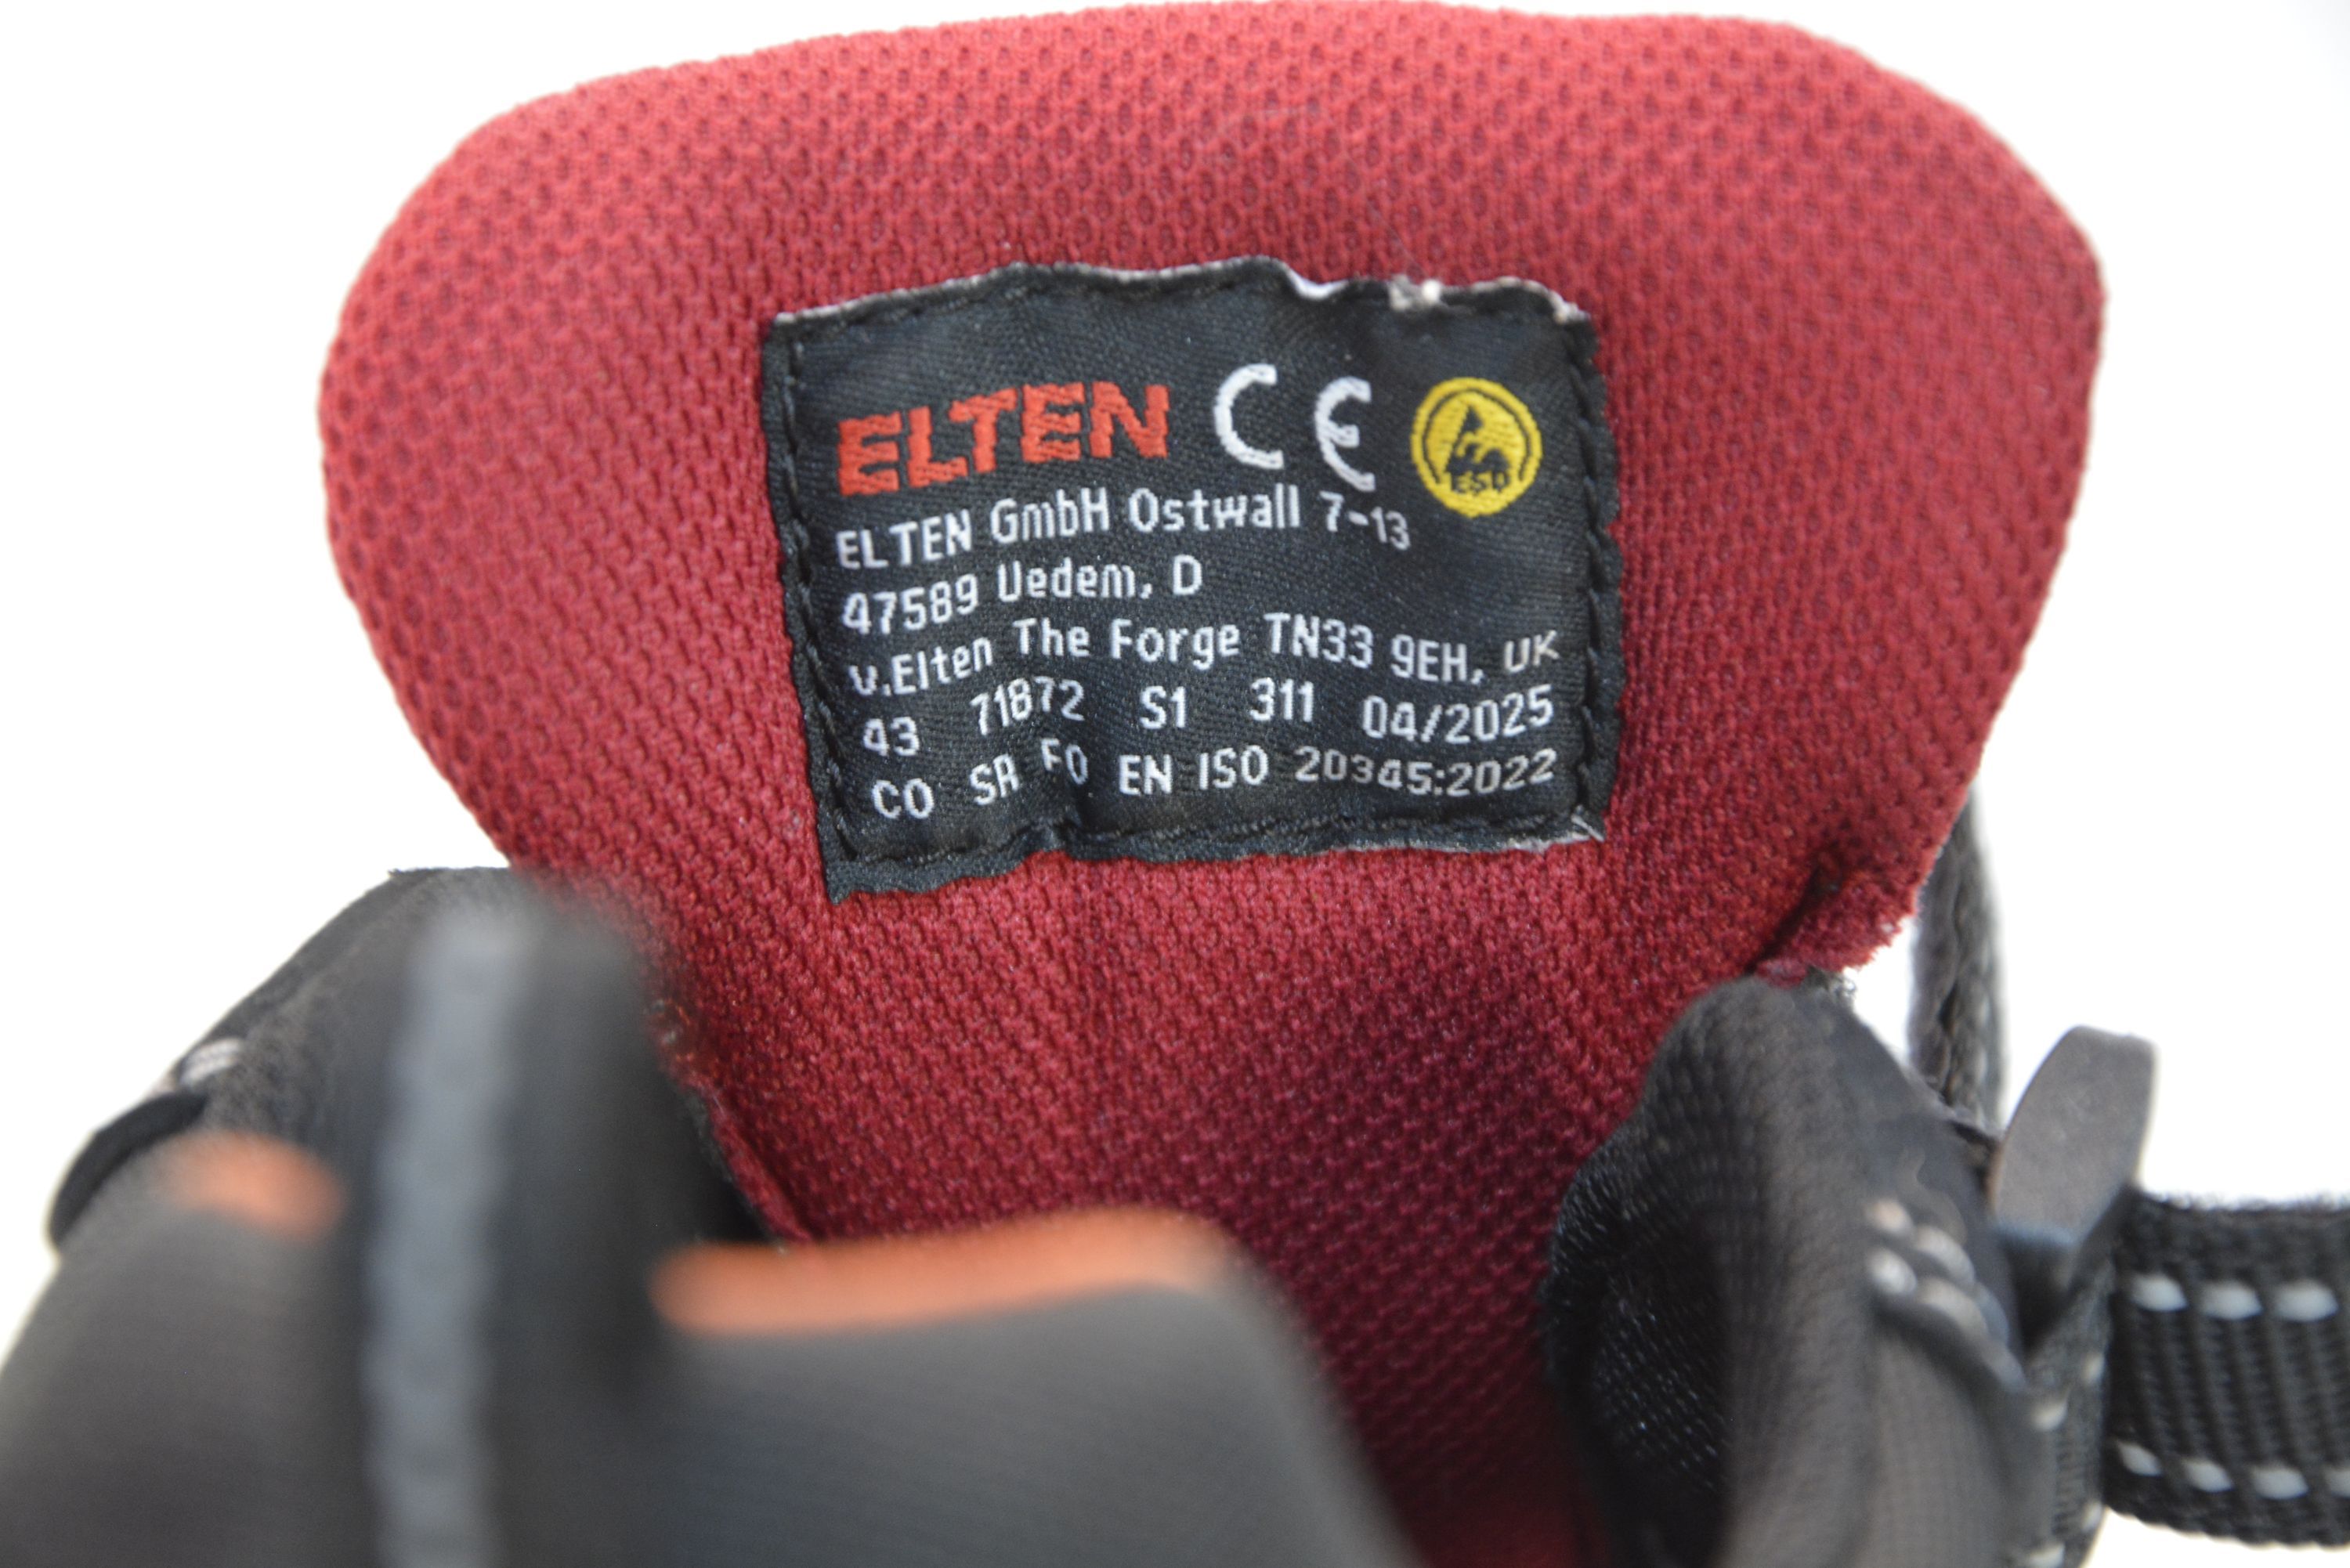 ELTEN CE
ESD
ELTEN GmbH Ostwall 7-13
47589 Uedem, D
v.Elten The Forge TN33 9EH, UK
43 71872 S1 311 04/2025
CO SR FO EN ISO 20345:2022